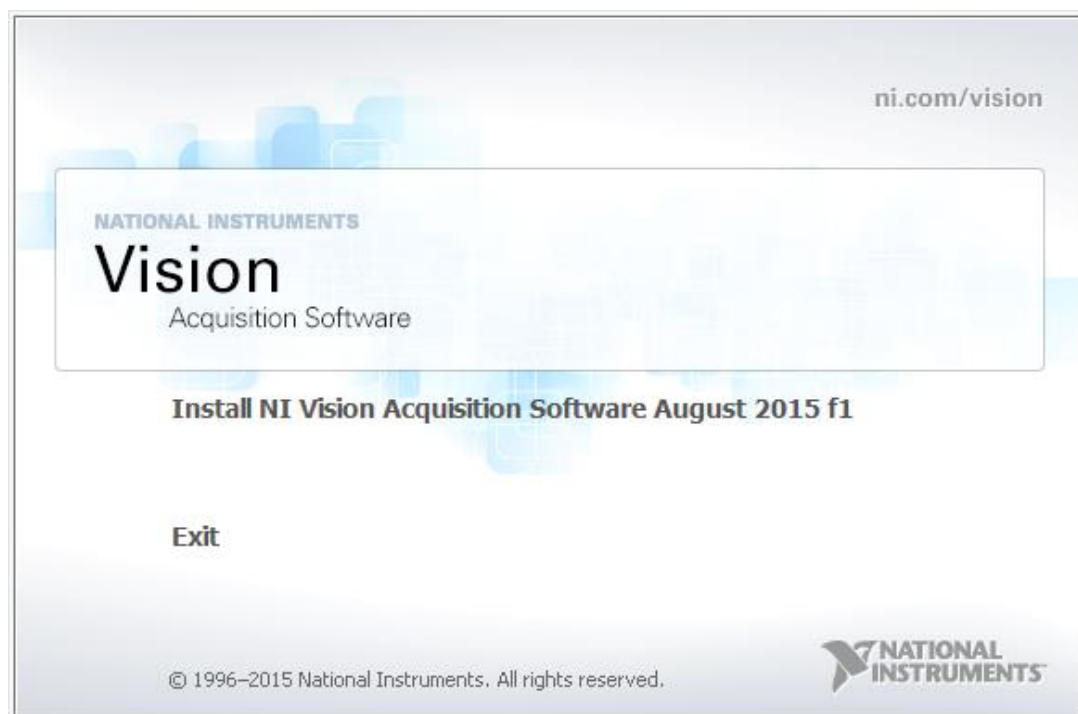 ni.com/vision
NATIONAL INSTRUMENTS
Vision
Acquisition Software
Install NI Vision Acquisition Software August 2015 f1
Exit
© 1996–2015 National Instruments. All rights reserved.
NATIONAL
INSTRUMENTS™